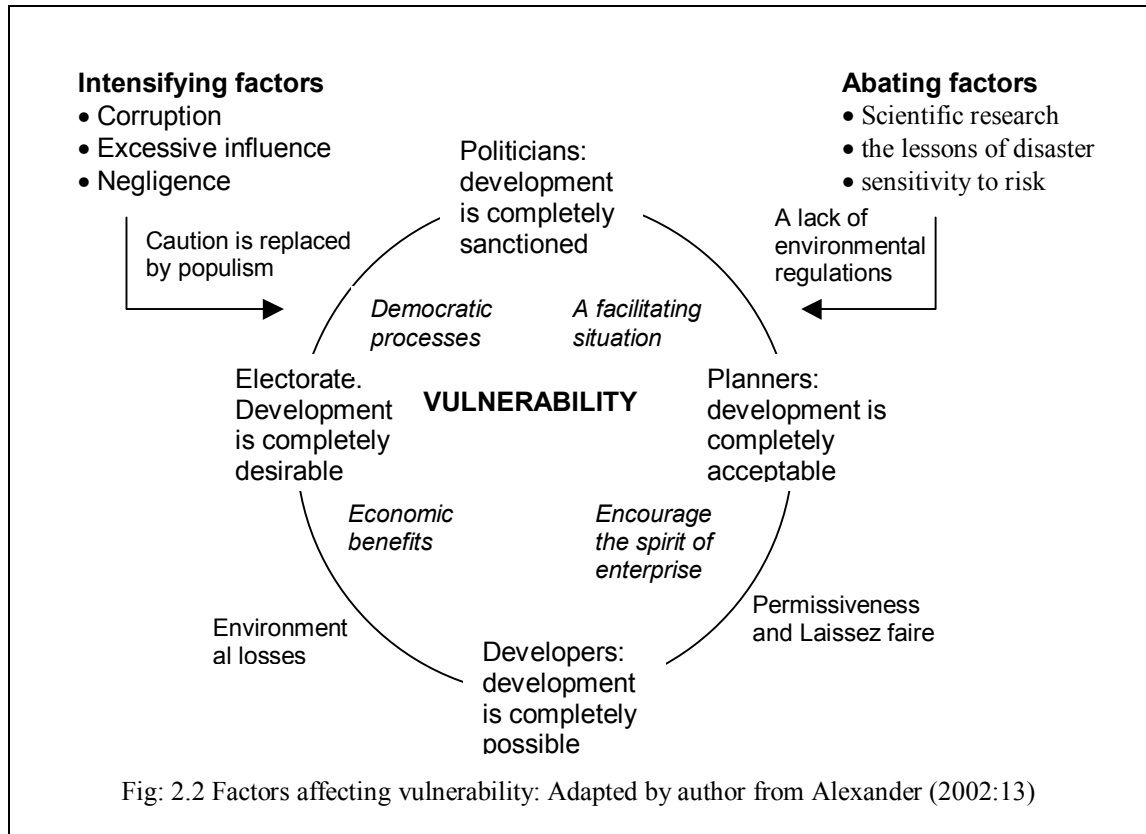 Intensifying factors
• Corruption
• Excessive influence
• Negligence
Abating factors
• Scientific research
• the lessons of disaster
• sensitivity to risk
Politicians:
development
is completely
sanctioned
Caution is replaced
by populism
A lack of
environmental
regulations
Democratic
processes
A facilitating
situation
Electorate.
Development
is completely
desirable
VULNERABILITY
Planners:
development is
completely
acceptable
Economic
benefits
Encourage
the spirit of
enterprise
Environment
al losses
Permissiveness
and Laissez faire
Developers:
development
is completely
possible
Fig: 2.2 Factors affecting vulnerability: Adapted by author from Alexander (2002:13)